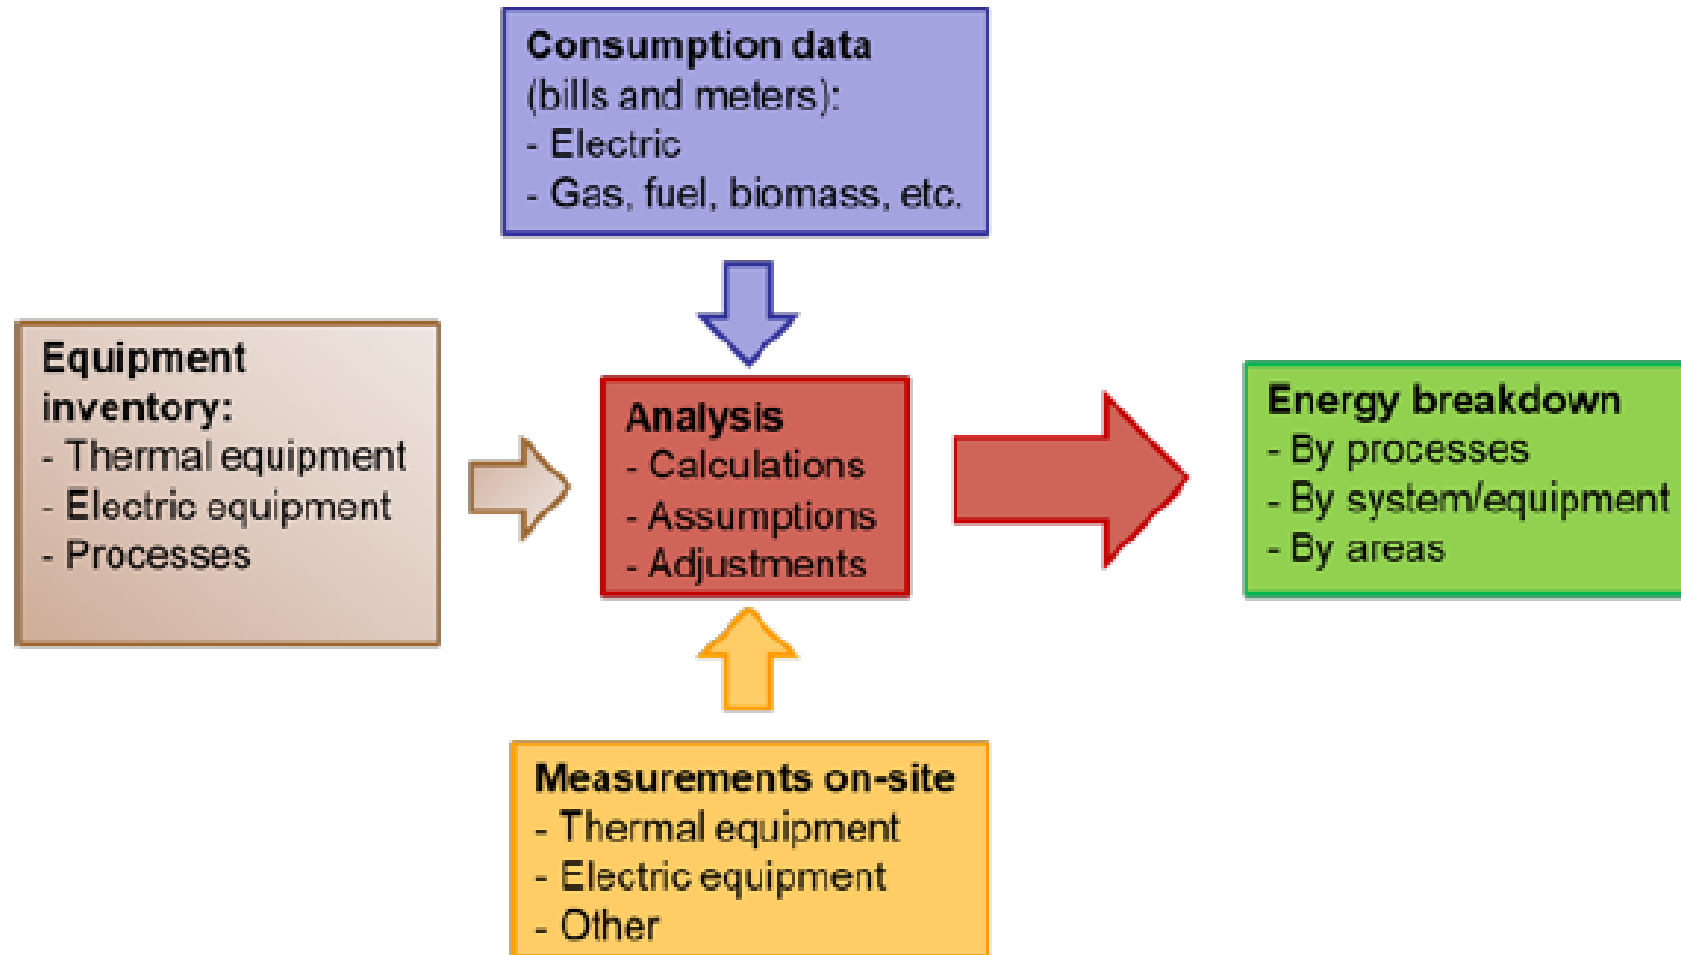 Consumption data
(bills and meters):
- Electric
- Gas, fuel, biomass, etc.
Equipment
inventory:
- Thermal equipment
- Electric equipment
- Processes
Analysis
- Calculations
- Assumptions
- Adjustments
Energy breakdown
- By processes
- By system/equipment
- By areas
Measurements on-site
- Thermal equipment
- Electric equipment
- Other